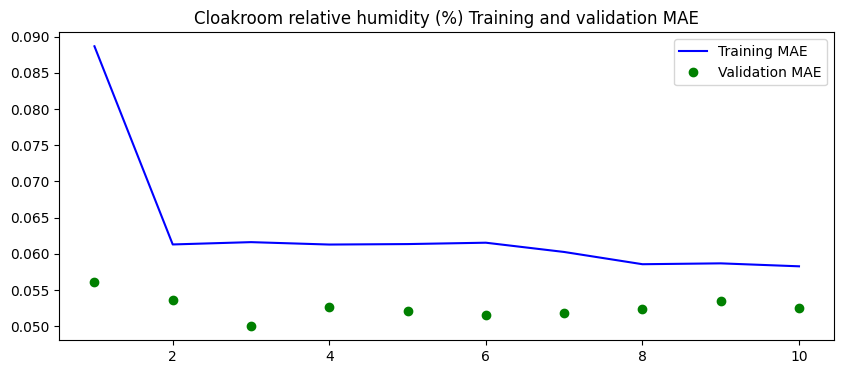 Cloakroom relative humidity (%) Training and validation MAE
Training MAE
Validation MAE
0.090
0.085
0.080
0.075
0.070
0.065
0.060
0.055
0.050
2 4 6 8 10